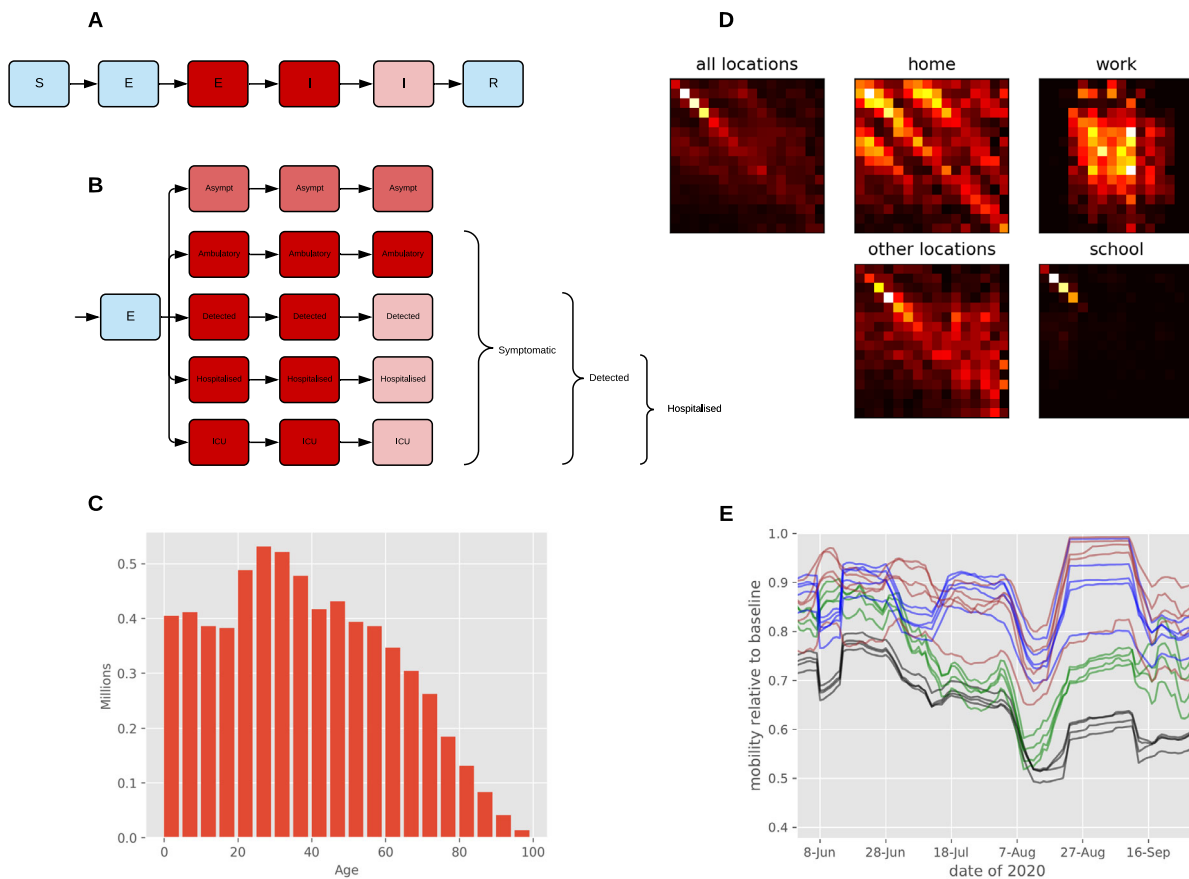 A
S E E I I R
B
Asympt Asympt Asympt
Ambulatory Ambulatory Ambulatory
E Detected Detected Detected
Hospitalised Hospitalised Hospitalised
ICU ICU ICU
Symptomatic
Detected
Hospitalised
C
Millions
0.5
0.4
0.3
0.2
0.1
0.0
0 20 40 60 80 100
Age
D
all locations home work
other locations school
E
mobility relative to baseline
1.0
0.9
0.8
0.7
0.6
0.5
0.4
8-Jun 28-Jun 18-Jul 7-Aug 27-Aug 16-Sep
date of 2020